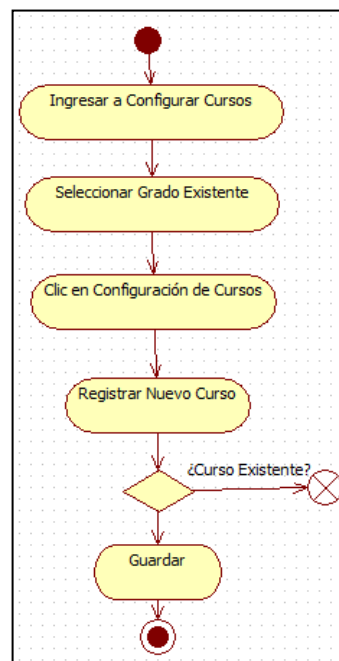 Ingresar a Configurar Cursos
Seleccionar Grado Existente
Clic en Configuración de Cursos
Registrar Nuevo Curso
¿Curso Existente?
Guardar